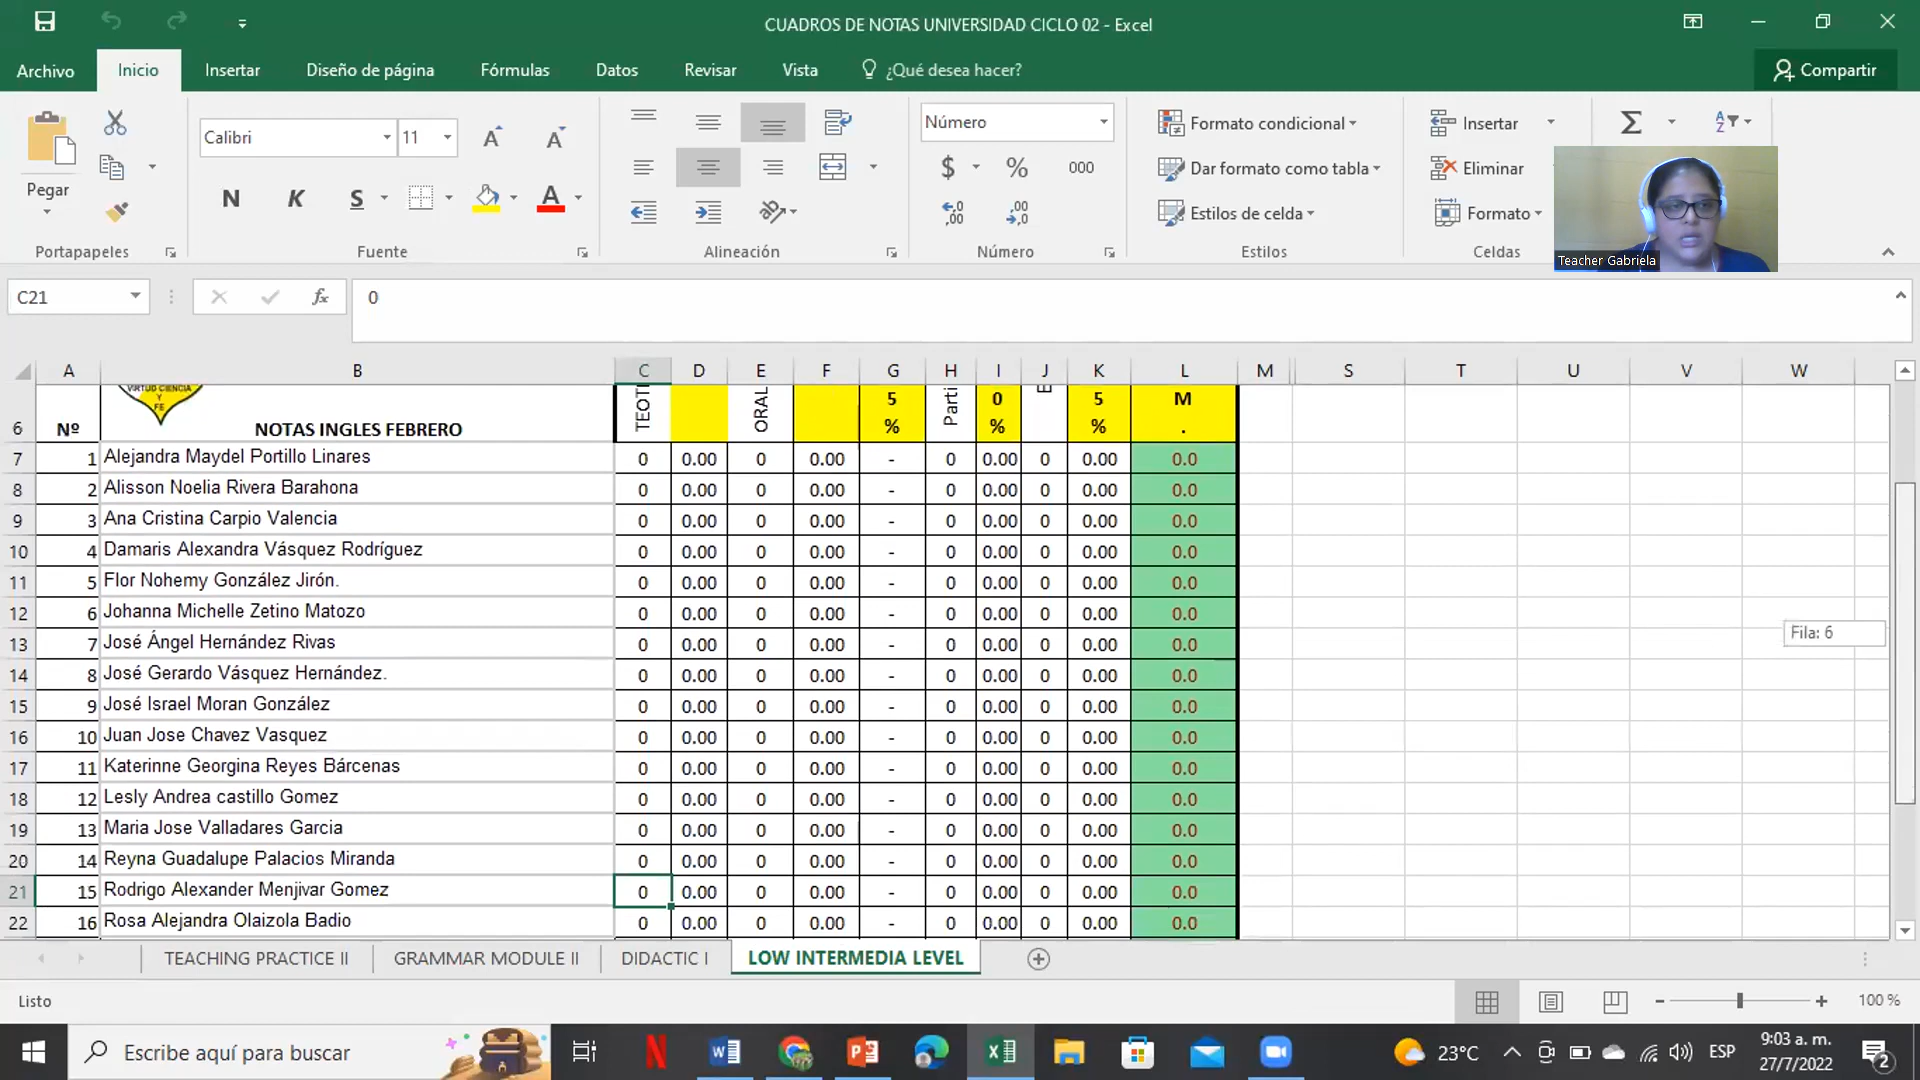 CUADROS DE NOTAS UNIVERSIDAD CICLO 02 - Excel
Archivo Inicio Insertar Diseño de página Fórmulas Datos Revisar Vista ¿Qué desea hacer? Compartir
Calibri 11 Número Formato condicional Insertar
Pegar $ % 000 Dar formato como tabla Eliminar
N K S A Estilos de celda Formato
Portapapeles Fuente Alineación Número Estilos Celdas
Teacher Gabriela
C21 fx 0
A B C D E F G H I J K L M S T U V W
VIRTUD CIENCIA
Y
FE
6 Nº NOTAS INGLES FEBRERO ORAL 5 % Parti 0 % 5 % M .
7 1 Alejandra Maydel Portillo Linares 0 0.00 0 0.00 - 0 0.00 0 0.00 0.0
8 2 Alisson Noelia Rivera Barahona 0 0.00 0 0.00 - 0 0.00 0 0.00 0.0
9 3 Ana Cristina Carpio Valencia 0 0.00 0 0.00 - 0 0.00 0 0.00 0.0
10 4 Damaris Alexandra Vásquez Rodríguez 0 0.00 0 0.00 - 0 0.00 0 0.00 0.0
11 5 Flor Nohemy González Jirón. 0 0.00 0 0.00 - 0 0.00 0 0.00 0.0
12 6 Johanna Michelle Zetino Matozo 0 0.00 0 0.00 - 0 0.00 0 0.00 0.0
13 7 José Ángel Hernández Rivas 0 0.00 0 0.00 - 0 0.00 0 0.00 0.0
14 8 José Gerardo Vásquez Hernández. 0 0.00 0 0.00 - 0 0.00 0 0.00 0.0
15 9 José Israel Moran González 0 0.00 0 0.00 - 0 0.00 0 0.00 0.0
16 10 Juan Jose Chavez Vasquez 0 0.00 0 0.00 - 0 0.00 0 0.00 0.0
17 11 Katerinne Georgina Reyes Bárcenas 0 0.00 0 0.00 - 0 0.00 0 0.00 0.0
18 12 Lesly Andrea castillo Gomez 0 0.00 0 0.00 - 0 0.00 0 0.00 0.0
19 13 Maria Jose Valladares Garcia 0 0.00 0 0.00 - 0 0.00 0 0.00 0.0
20 14 Reyna Guadalupe Palacios Miranda 0 0.00 0 0.00 - 0 0.00 0 0.00 0.0
21 15 Rodrigo Alexander Menjivar Gomez 0 0.00 0 0.00 - 0 0.00 0 0.00 0.0
22 16 Rosa Alejandra Olaizola Badio 0 0.00 0 0.00 - 0 0.00 0 0.00 0.0
Fila: 6
TEACHING PRACTICE II GRAMMAR MODULE II DIDACTIC I LOW INTERMEDIA LEVEL
Listo 100 %
Escribe aquí para buscar 23°C ESP 9:03 a. m.
27/7/2022 2